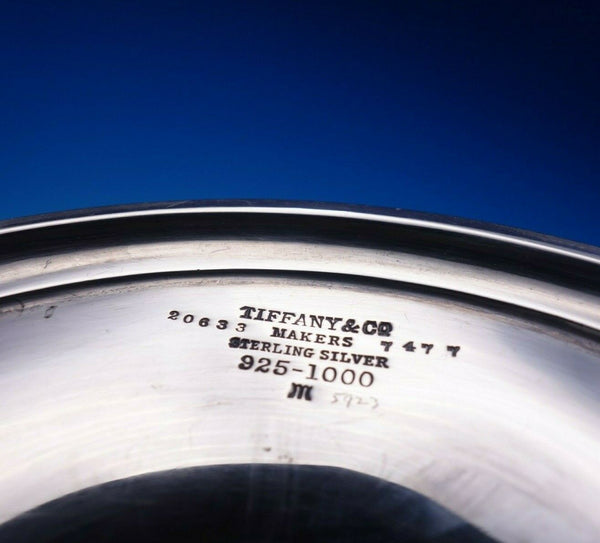 TIFFANY & CO
20633 MAKERS 7477
STERLING SILVER
925-1000
M
5923